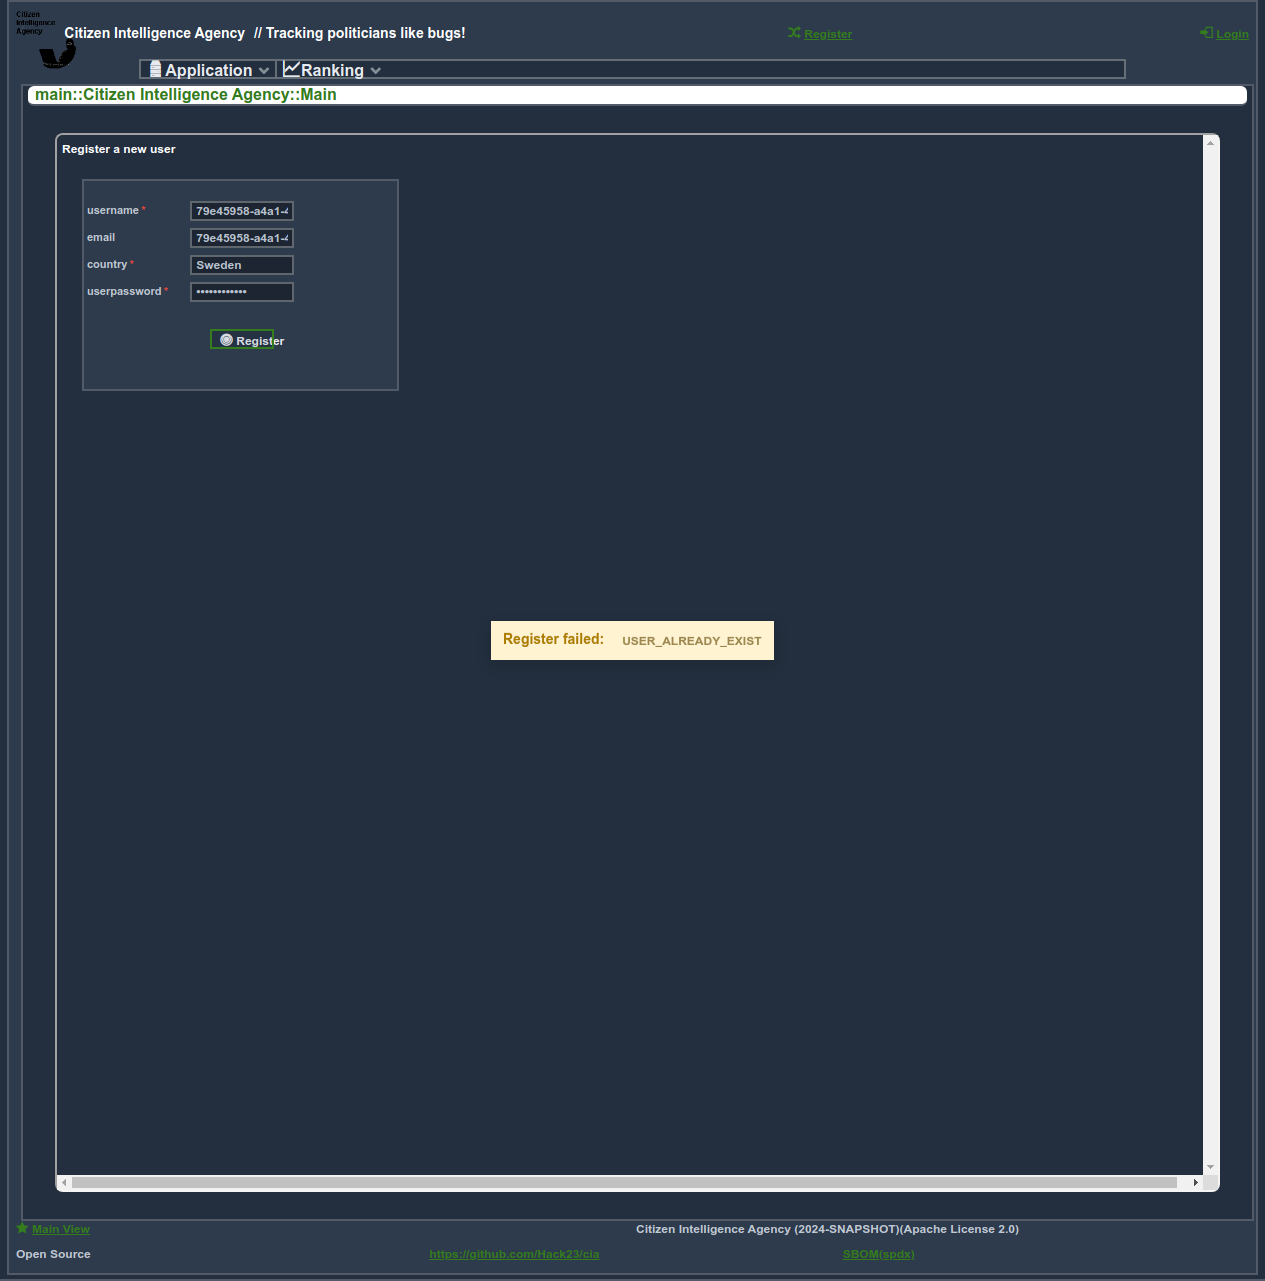 Citizen
Intelligence
Agency
Citizen Intelligence Agency // Tracking politicians like bugs!
Register
Login
Application
Ranking
main::Citizen Intelligence Agency::Main
Register a new user
username *
79e45958-a4a1-4
email
79e45958-a4a1-4
country *
Sweden
userpassword *
••••••••••••
Register
Register failed: USER_ALREADY_EXIST
Main View
Citizen Intelligence Agency (2024-SNAPSHOT)(Apache License 2.0)
Open Source
https://github.com/Hack23/cia
SBOM(spdx)